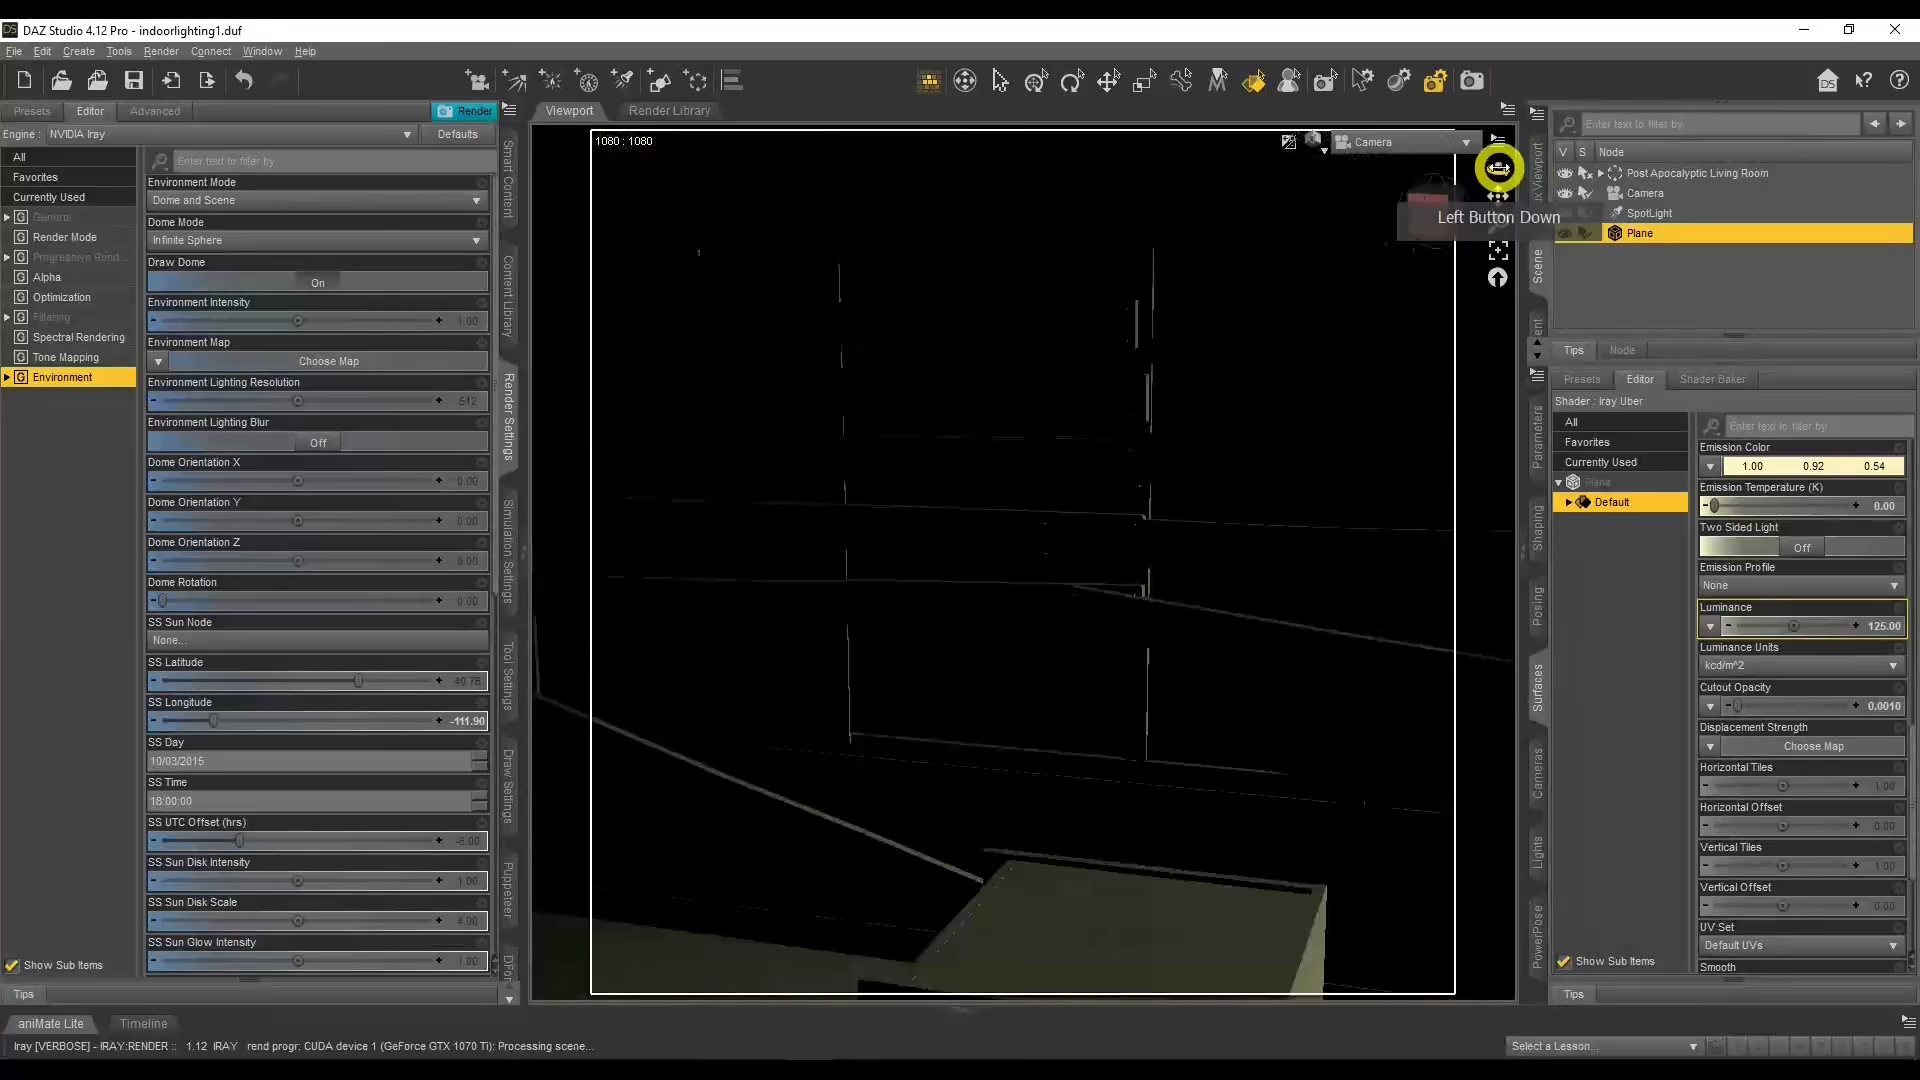 DAZ Studio 4.12 Pro - indoorlighting1.duf
File Edit Create Tools Render Connect Window Help
Presets Editor Advanced Render
Engine : NVIDIA Iray Defaults
All
Favorites
Currently Used
General
Render Mode
Progressive Rend...
Alpha
Optimization
Filtering
Spectral Rendering
Tone Mapping
Environment
Show Sub Items
Tips
Enter text to filter by
Environment Mode
Dome and Scene
Dome Mode
Infinite Sphere
Draw Dome
On
Environment Intensity
1.00
Environment Map
Choose Map
Environment Lighting Resolution
512
Environment Lighting Blur
Off
Dome Orientation X
0.00
Dome Orientation Y
0.00
Dome Orientation Z
0.00
Dome Rotation
0.00
SS Sun Node
None...
SS Latitude
40.76
SS Longitude
-111.90
SS Day
10/03/2015
SS Time
18:00:00
SS UTC Offset (hrs)
SS Sun Disk Intensity
1.00
SS Sun Disk Scale
4.00
SS Sun Glow Intensity
1.00
Smart Content
Content Library
Render Settings
Simulation Settings
Tool Settings
Draw Settings
Puppeteer
DFor
Viewport Render Library
1080 : 1080
Camera
Left Button Down
Aux Viewport
Scene
Enter text to filter by
V S Node
Post Apocalyptic Living Room
Camera
SpotLight
Plane
Tips Node
Parameters
Shaping
Posing
Surfaces
Cameras
Lights
PowerPose
Presets Editor Shader Baker
Shader : Iray Uber
All
Favorites
Currently Used
Plane
Default
Show Sub Items
Tips
Enter text to filter by
Emission Color
1.00 0.92 0.54
Emission Temperature (K)
0.00
Two Sided Light
Off
Emission Profile
None
Luminance
125.00
Luminance Units
kcd/m^2
Cutout Opacity
0.0010
Displacement Strength
Choose Map
Horizontal Tiles
1.00
Horizontal Offset
0.00
Vertical Tiles
1.00
Vertical Offset
0.00
UV Set
Default UVs
Smooth
aniMate Lite Timeline
Iray [VERBOSE] - IRAY:RENDER :: 1.12 IRAY rend progr: CUDA device 1 (GeForce GTX 1070 Ti): Processing scene...
Select a Lesson...